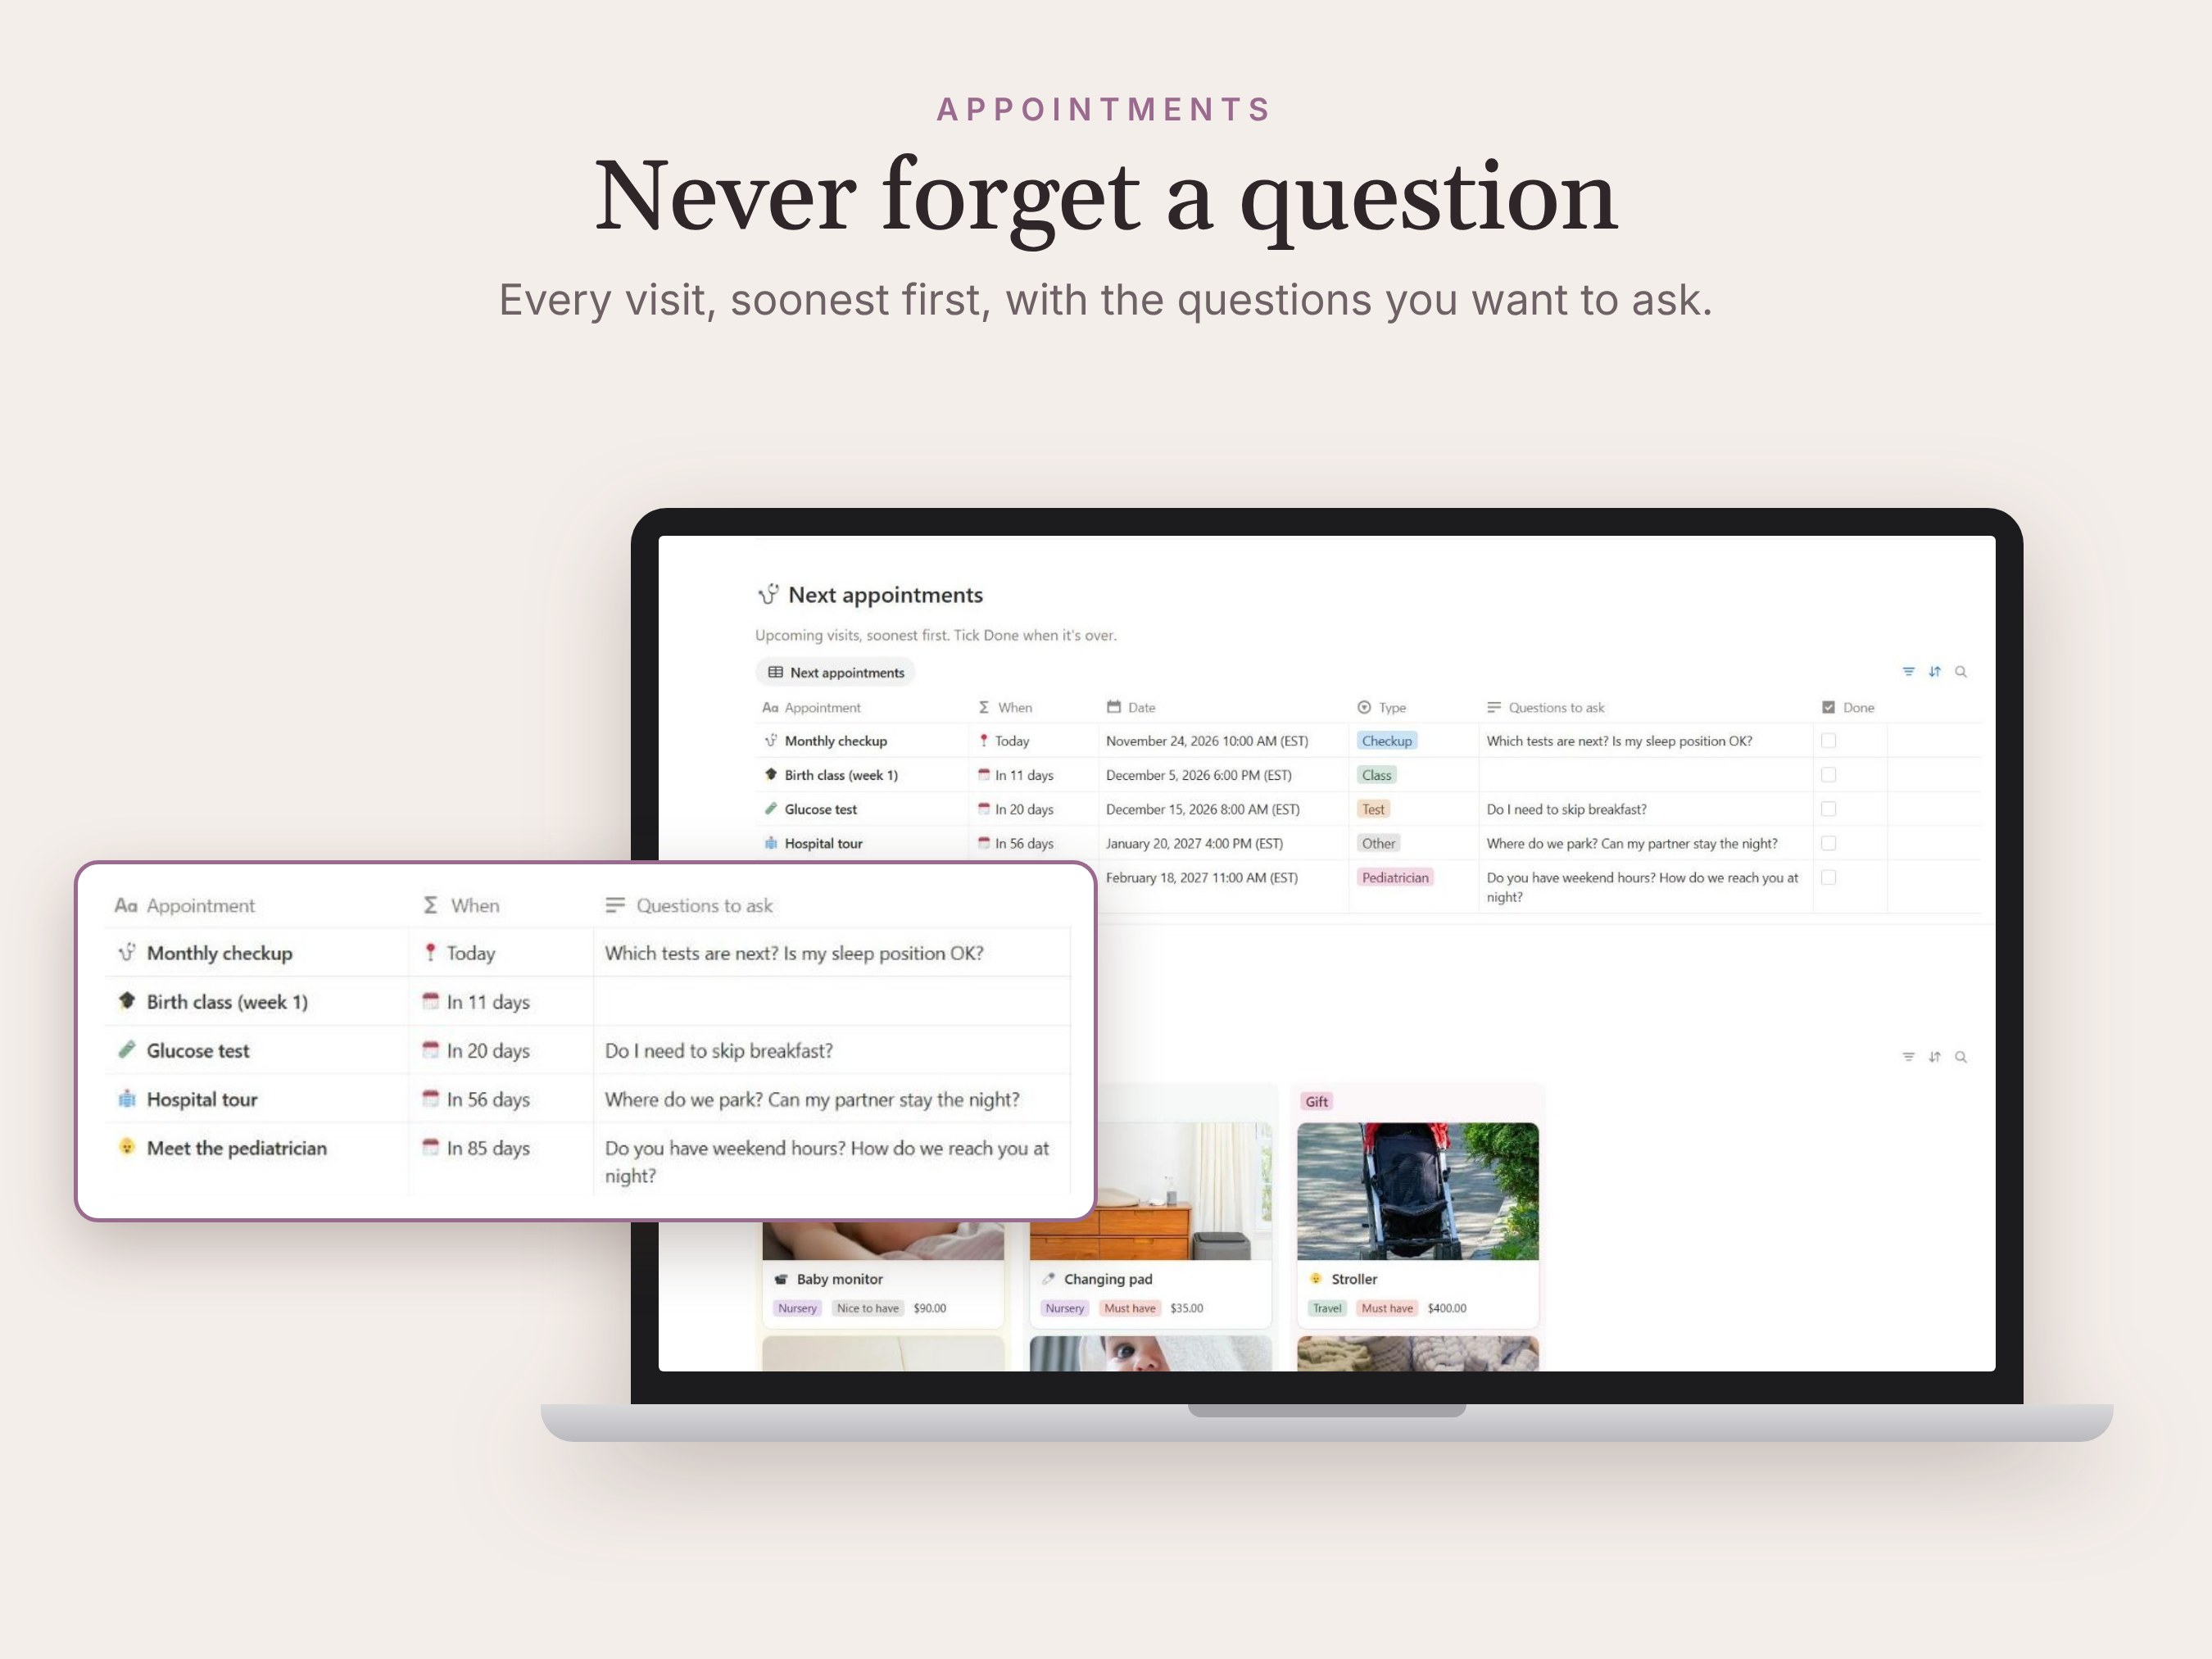 APPOINTMENTS
Never forget a question
Every visit, soonest first, with the questions you want to ask.
Next appointments
Upcoming visits, soonest first. Tick Done when it's over.
Next appointments
Aa Appointment Σ When Date Type Questions to ask Done
Monthly checkup Today November 24, 2026 10:00 AM (EST) Checkup Which tests are next? Is my sleep position OK?
Birth class (week 1) In 11 days December 5, 2026 6:00 PM (EST) Class
Glucose test In 20 days December 15, 2026 8:00 AM (EST) Test Do I need to skip breakfast?
Hospital tour In 56 days January 20, 2027 4:00 PM (EST) Other Where do we park? Can my partner stay the night?
February 18, 2027 11:00 AM (EST) Pediatrician Do you have weekend hours? How do we reach you at
night?
Aa Appointment Σ When Questions to ask
Monthly checkup Today Which tests are next? Is my sleep position OK?
Birth class (week 1) In 11 days
Glucose test In 20 days Do I need to skip breakfast?
Hospital tour In 56 days Where do we park? Can my partner stay the night?
Meet the pediatrician In 85 days Do you have weekend hours? How do we reach you at
night?
Gift
Baby monitor Changing pad Stroller
Nursery Nice to have $90.00 Nursery Must have $35.00 Travel Must have $400.00